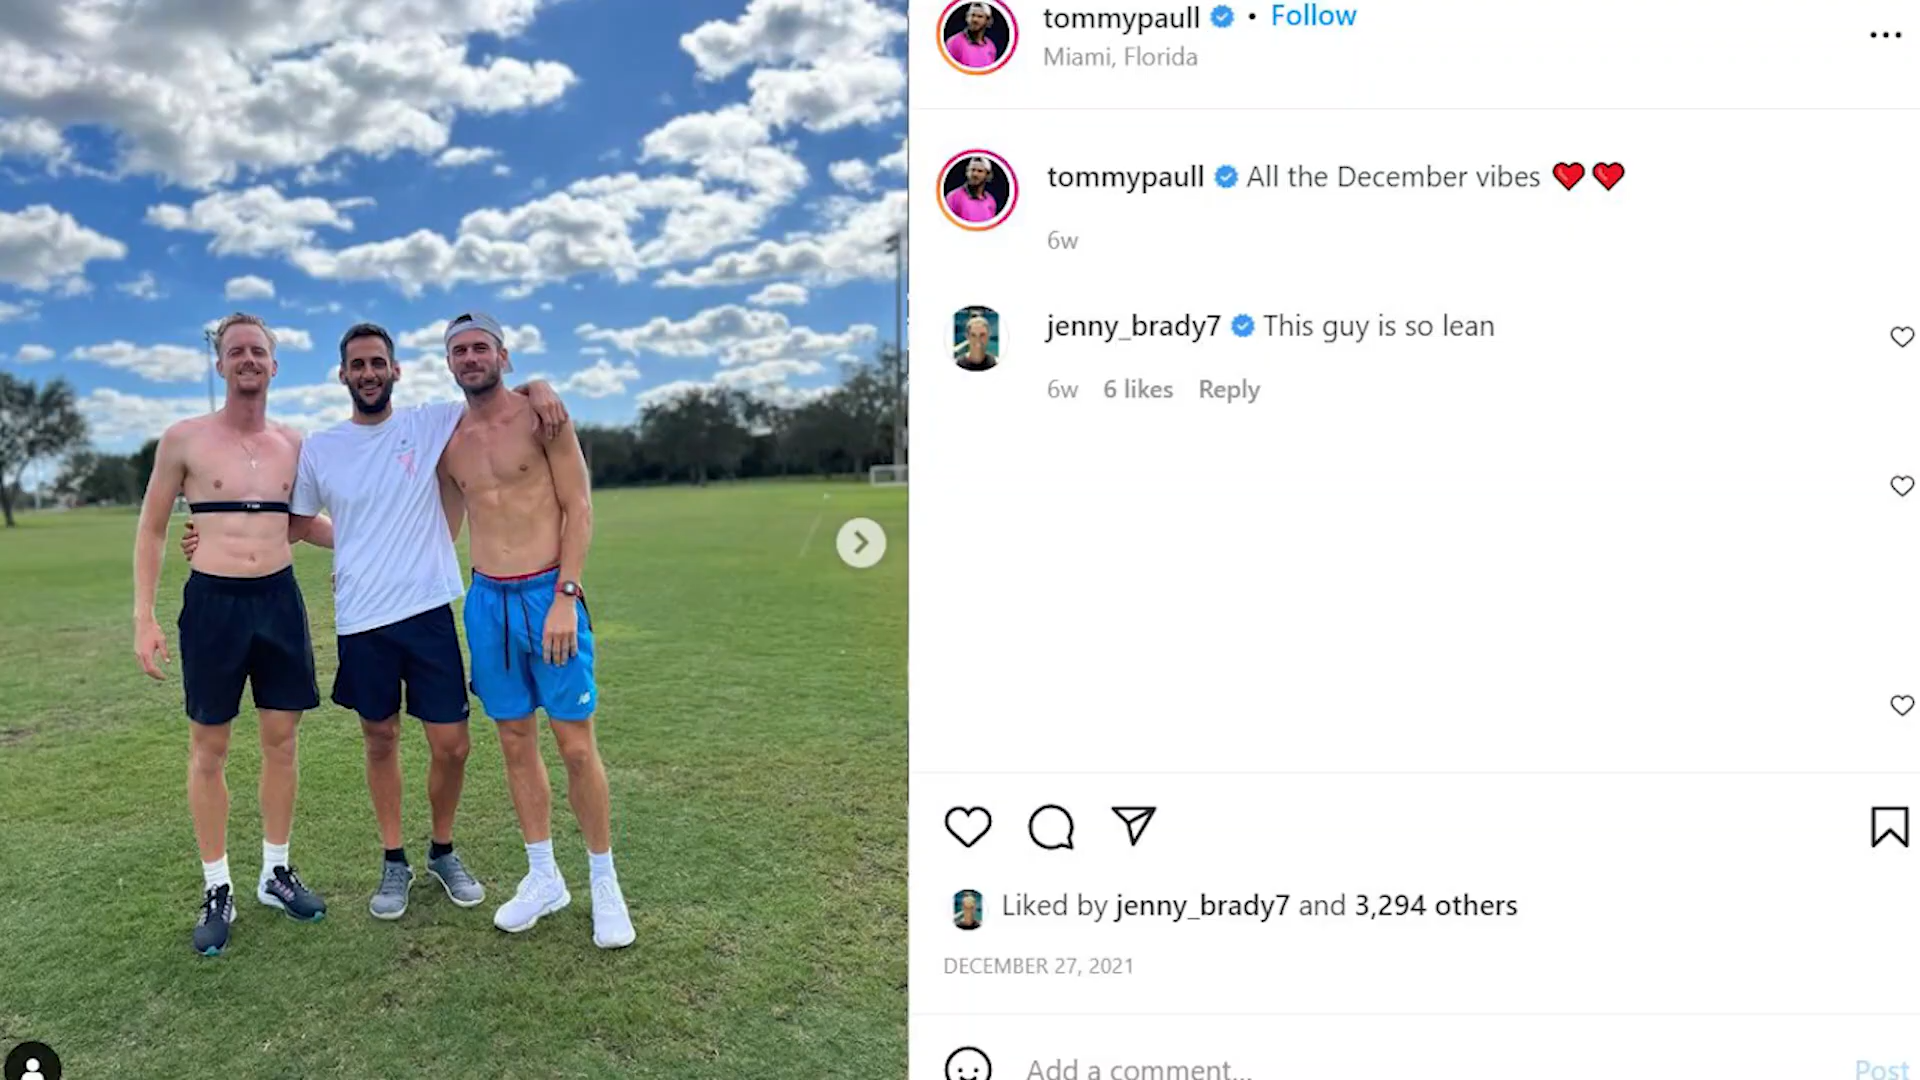 tommypaull • Follow
Miami, Florida
tommypaull All the December vibes ❤️❤️
6w
jenny_brady7 This guy is so lean
6w 6 likes Reply
Liked by jenny_brady7 and 3,294 others
DECEMBER 27, 2021
Add a comment... Post